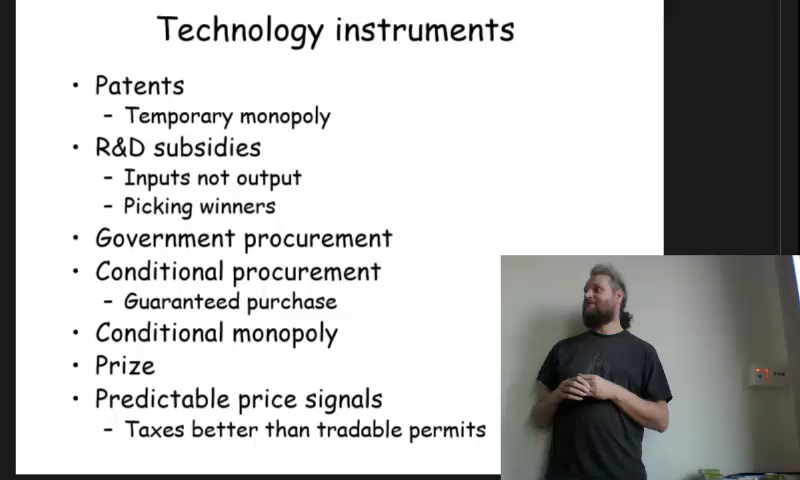 Technology instruments
• Patents
– Temporary monopoly
• R&D subsidies
– Inputs not output
– Picking winners
• Government procurement
• Conditional procurement
– Guaranteed purchase
• Conditional monopoly
• Prize
• Predictable price signals
– Taxes better than tradable permits